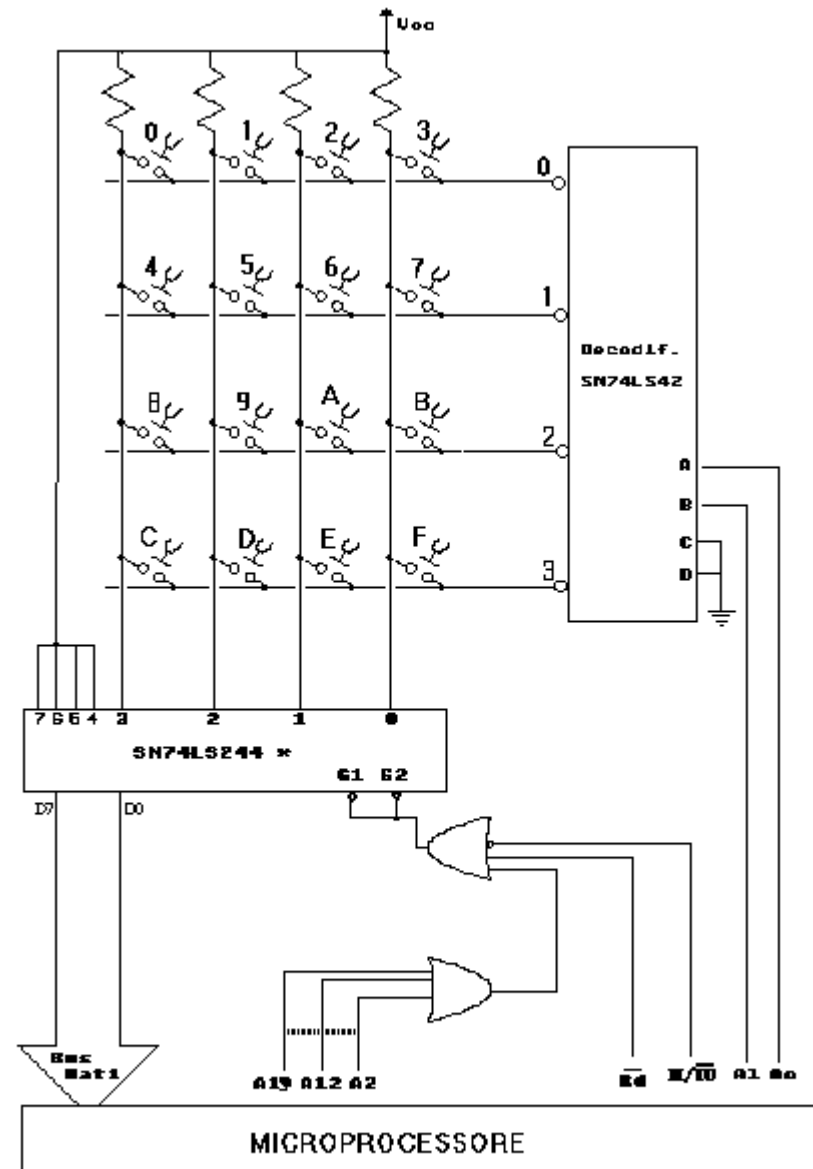 Vcc
0 1 2 3
0
4 5 6 7
1
Decodif.
SN74LS42
8 9 A B
2
A
B
C D E F
C
3
D
7 6 5 4 3 2 1 0
SN74LS244 *
G1 G2
D7 D0
Bus
Dati
A19 A12 A2
Rd M/IO A1 Ao
MICROPROCESSORE